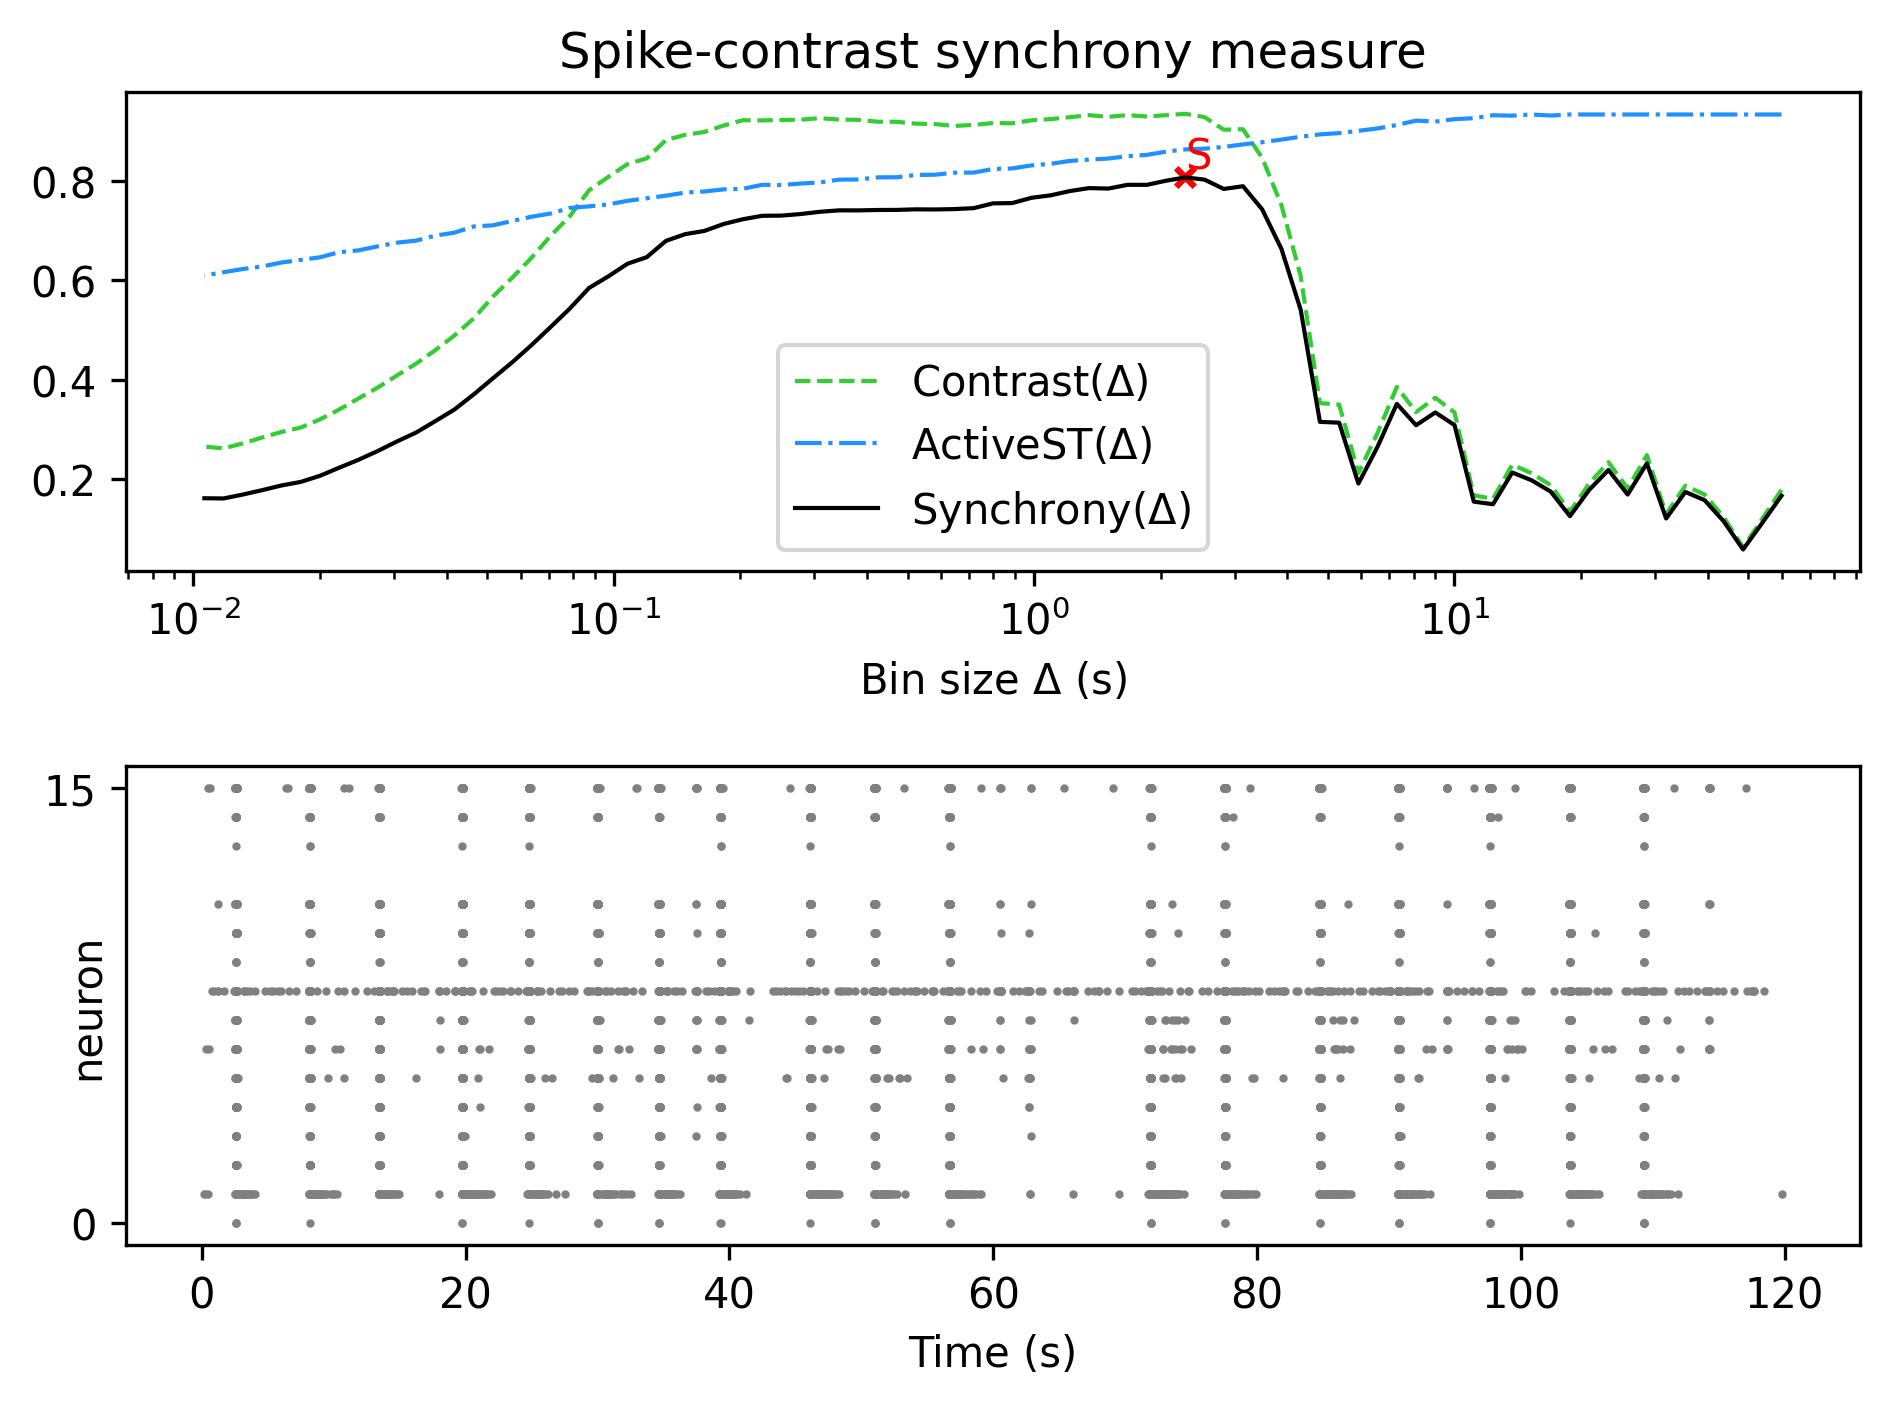 Spike-contrast synchrony measure
0.8
0.6
0.4
0.2
S
Contrast(Δ)
ActiveST(Δ)
Synchrony(Δ)
10⁻² 10⁻¹ 10⁰ 10¹
Bin size Δ (s)
15
0
neuron
0 20 40 60 80 100 120
Time (s)